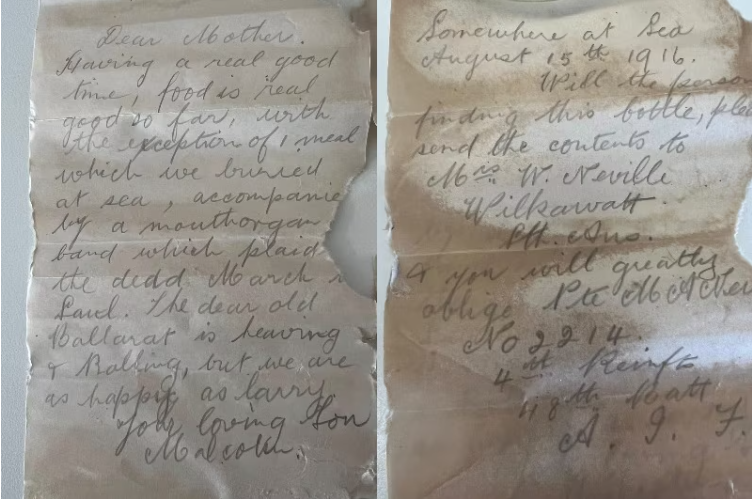 Dear Mother.
Having a real good
time, food is real
good so far, with
the exception of 1 meal
which we buried
at sea, accompanie
by a mouthorgan
band which plaid
the dedd March
Saul. The dear old
Ballarat is heaving
& Rolling, but we are
as happy as larry
Your loving Son
Malcolm.
Somewhere at Sea
August 15th 1916.
Will the person
finding this bottle, plea
send the contents to
Mrs W. Neville
Wilkawatt
Sth. Aus.
& you will greatly
oblige Pte M A Nev
No 2214.
4th Reinfts
48th Batt
A. I. F.